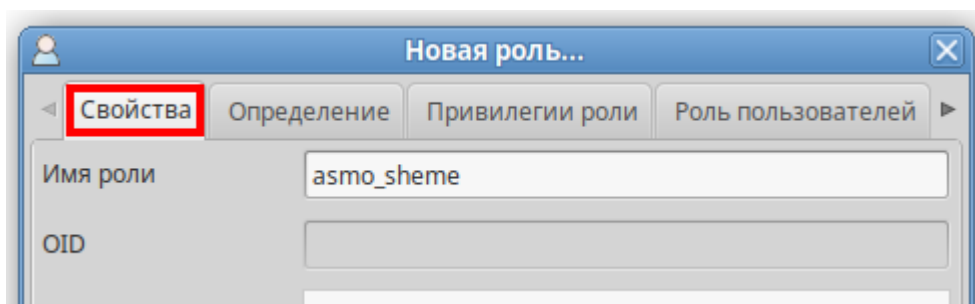 Новая роль...
Свойства Определение Привилегии роли Роль пользователей
Имя роли asmo_sheme
OID